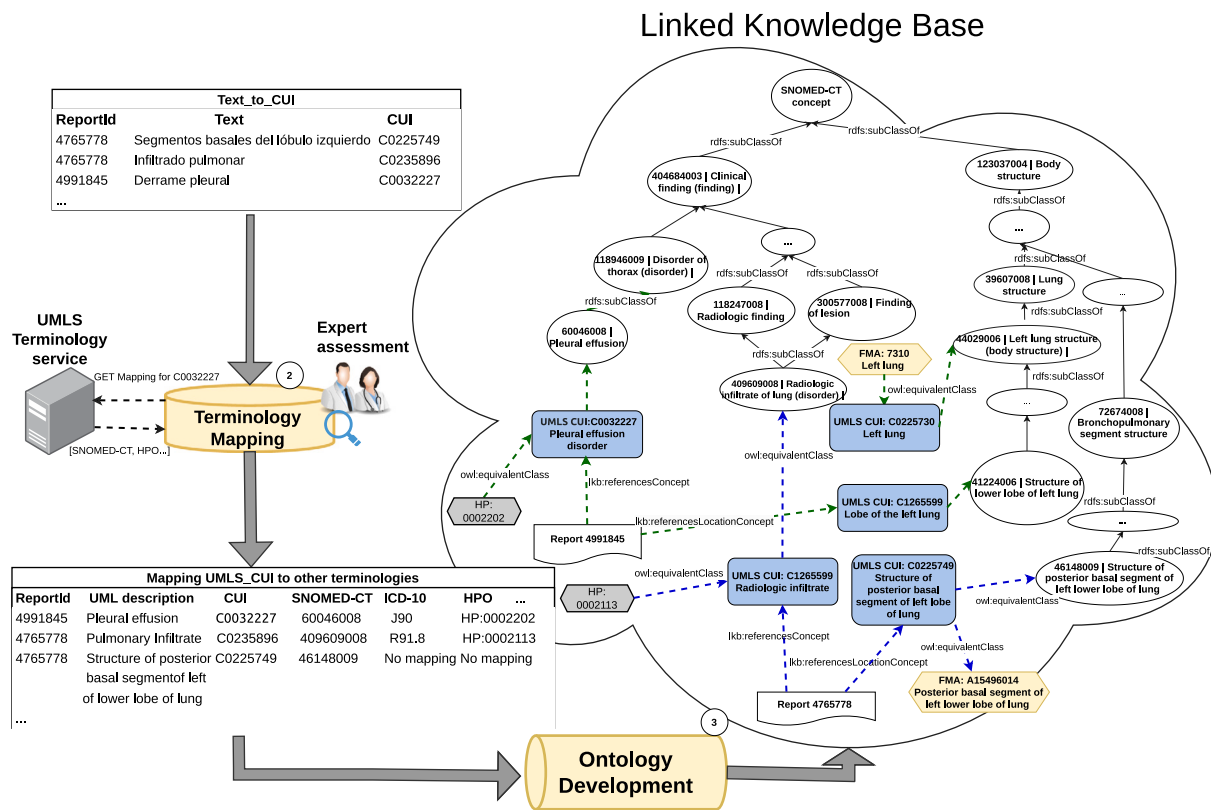 Linked Knowledge Base
Text_to_CUI
ReportId Text CUI
4765778 Segmentos basales del lóbulo izquierdo C0225749
4765778 Infiltrado pulmonar C0235896
4991845 Derrame pleural C0032227
...
UMLS
Terminology
service
GET Mapping for C0032227
[SNOMED-CT, HPO...]
2
Expert
assessment
Terminology
Mapping
Mapping UMLS_CUI to other terminologies
ReportId UML description CUI SNOMED-CT ICD-10 HPO ...
4991845 Pleural effusion C0032227 60046008 J90 HP:0002202
4765778 Pulmonary Infiltrate C0235896 409609008 R91.8 HP:0002113
4765778 Structure of posterior C0225749 46148009 No mapping No mapping
basal segmentof left
of lower lobe of lung
...
3
Ontology
Development
SNOMED-CT
concept
rdfs:subClassOf
rdfs:subClassOf
404684003 | Clinical
finding (finding) |
123037004 | Body
structure
rdfs:subClassOf
...
...
118946009 | Disorder of
thorax (disorder) |
rdfs:subClassOf
rdfs:subClassOf
39607008 | Lung
structure
...
118247008 |
Radiologic finding
300577008 | Finding
of lesion
rdfs:subClassOf
rdfs:subClassOf
60046008 |
Pleural effusion
44029006 | Left lung structure
(body structure) |
FMA: 7310
Left lung
rdfs:subClassOf
rdfs:subClassOf
409609008 | Radiologic
infiltrate of lung (disorder) |
owl:equivalentClass
...
UMLS CUI:C0032227
Pleural effusion
disorder
UMLS CUI: C0225730
Left lung
72674008 |
Bronchopulmonary
segment structure
owl:equivalentClass
owl:equivalentClass
lkb:referencesConcept
41224006 | Structure of
lower lobe of left lung
UMLS CUI: C1265599
Lobe of the left lung
rdfs:subClassOf
HP:
0002202
lkb:referencesLocationConcept
...
Report 4991845
rdfs:subClassOf
owl:equivalentClass
UMLS CUI: C1265599
Radiologic infiltrate
UMLS CUI: C0225749
Structure of
posterior basal
segment of left lobe
of lung
46148009 | Structure of
posterior basal segment of
left lower lobe of lung)
HP:
0002113
owl:equivalentClass
lkb:referencesConcept
owl:equivalentClass
lkb:referencesLocationConcept
FMA: A15496014
Posterior basal segment of
left lower lobe of lung
Report 4765778